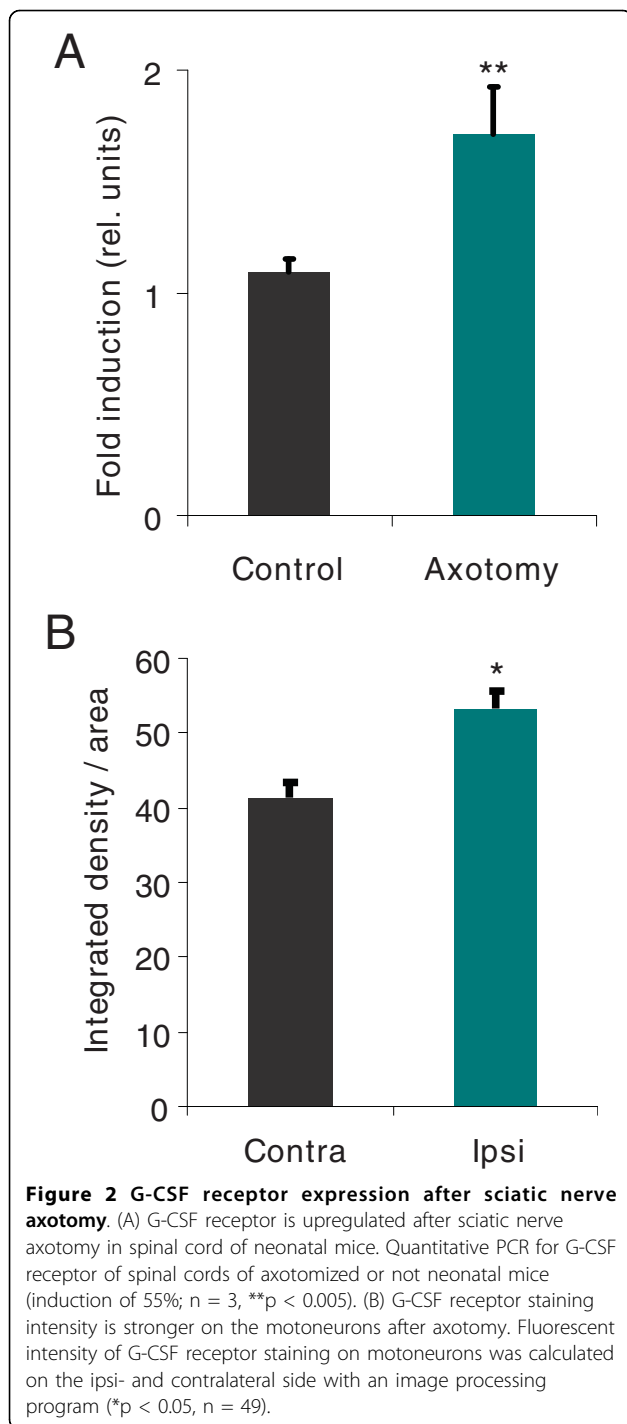 A
2
**
1
0
Fold induction (rel. units)
Control Axotomy
B
60
*
50
40
30
20
10
0
Integrated density / area
Contra Ipsi
Figure 2 G-CSF receptor expression after sciatic nerve
axotomy. (A) G-CSF receptor is upregulated after sciatic nerve
axotomy in spinal cord of neonatal mice. Quantitative PCR for G-CSF
receptor of spinal cords of axotomized or not neonatal mice
(induction of 55%; n = 3, **p < 0.005). (B) G-CSF receptor staining
intensity is stronger on the motoneurons after axotomy. Fluorescent
intensity of G-CSF receptor staining on motoneurons was calculated
on the ipsi- and contralateral side with an image processing
program (*p < 0.05, n = 49).